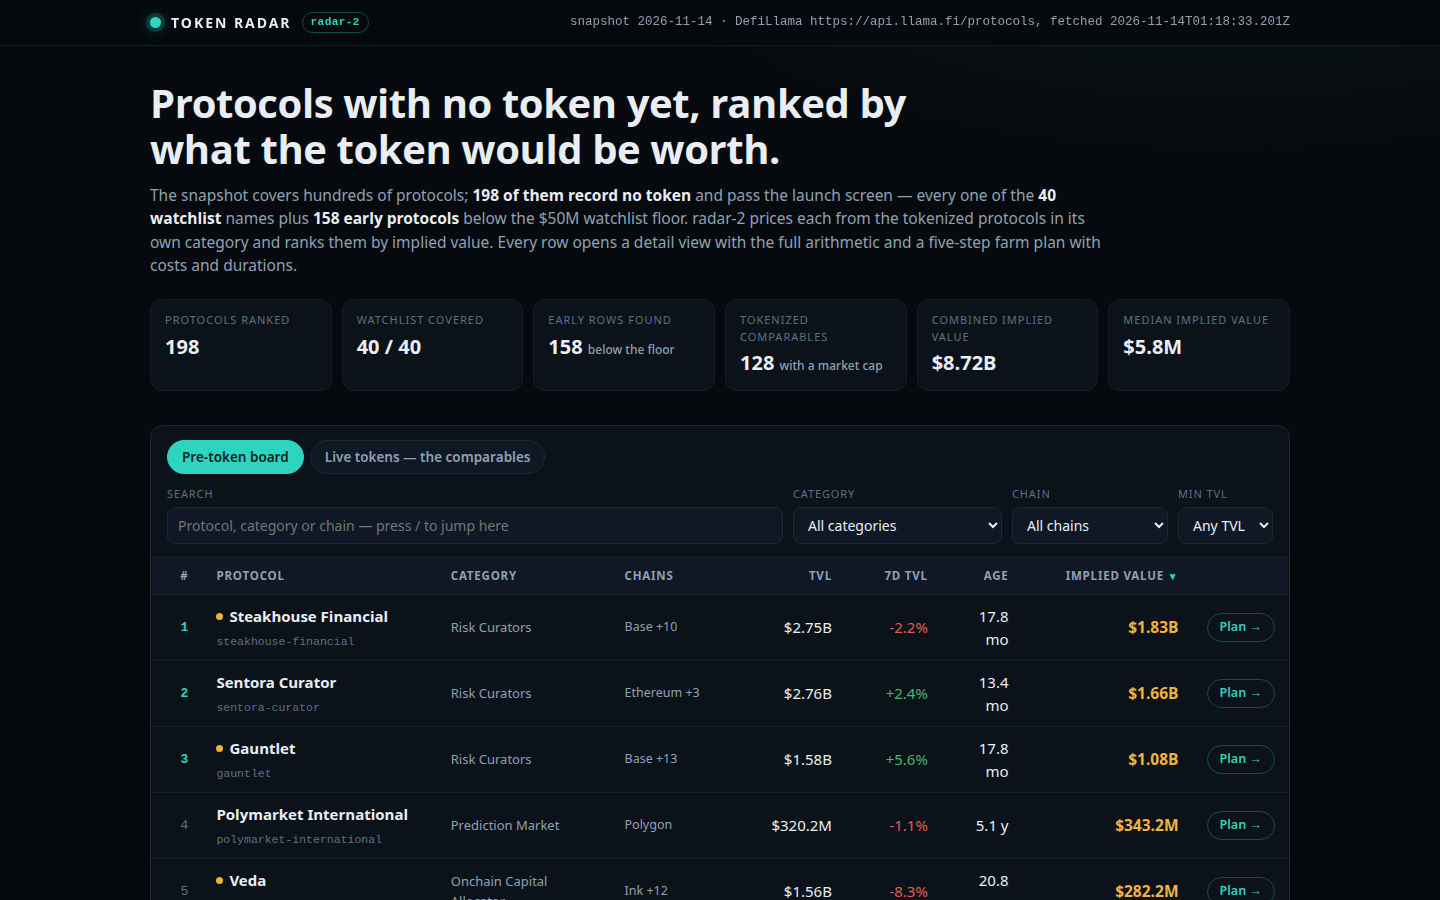 TOKEN RADAR radar-2 snapshot 2026-11-14 · DefiLlama https://api.llama.fi/protocols, fetched 2026-11-14T01:18:33.201Z
Protocols with no token yet, ranked by
what the token would be worth.
The snapshot covers hundreds of protocols; 198 of them record no token and pass the launch screen — every one of the 40
watchlist names plus 158 early protocols below the $50M watchlist floor. radar-2 prices each from the tokenized protocols in its
own category and ranks them by implied value. Every row opens a detail view with the full arithmetic and a five-step farm plan with
costs and durations.
PROTOCOLS RANKED
198
WATCHLIST COVERED
40 / 40
EARLY ROWS FOUND
158 below the floor
TOKENIZED
COMPARABLES
128 with a market cap
COMBINED IMPLIED
VALUE
$8.72B
MEDIAN IMPLIED VALUE
$5.8M
Pre-token board Live tokens — the comparables
SEARCH CATEGORY CHAIN MIN TVL
Protocol, category or chain — press / to jump here All categories All chains Any TVL
# PROTOCOL CATEGORY CHAINS TVL 7D TVL AGE IMPLIED VALUE ▼
1 Steakhouse Financial Risk Curators Base +10 $2.75B -2.2% 17.8 mo $1.83B Plan →
steakhouse-financial
2 Sentora Curator Risk Curators Ethereum +3 $2.76B +2.4% 13.4 mo $1.66B Plan →
sentora-curator
3 Gauntlet Risk Curators Base +13 $1.58B +5.6% 17.8 mo $1.08B Plan →
gauntlet
4 Polymarket International Prediction Market Polygon $320.2M -1.1% 5.1 y $343.2M Plan →
polymarket-international
5 Veda Onchain Capital Ink +12 $1.56B -8.3% 20.8 $282.2M Plan →